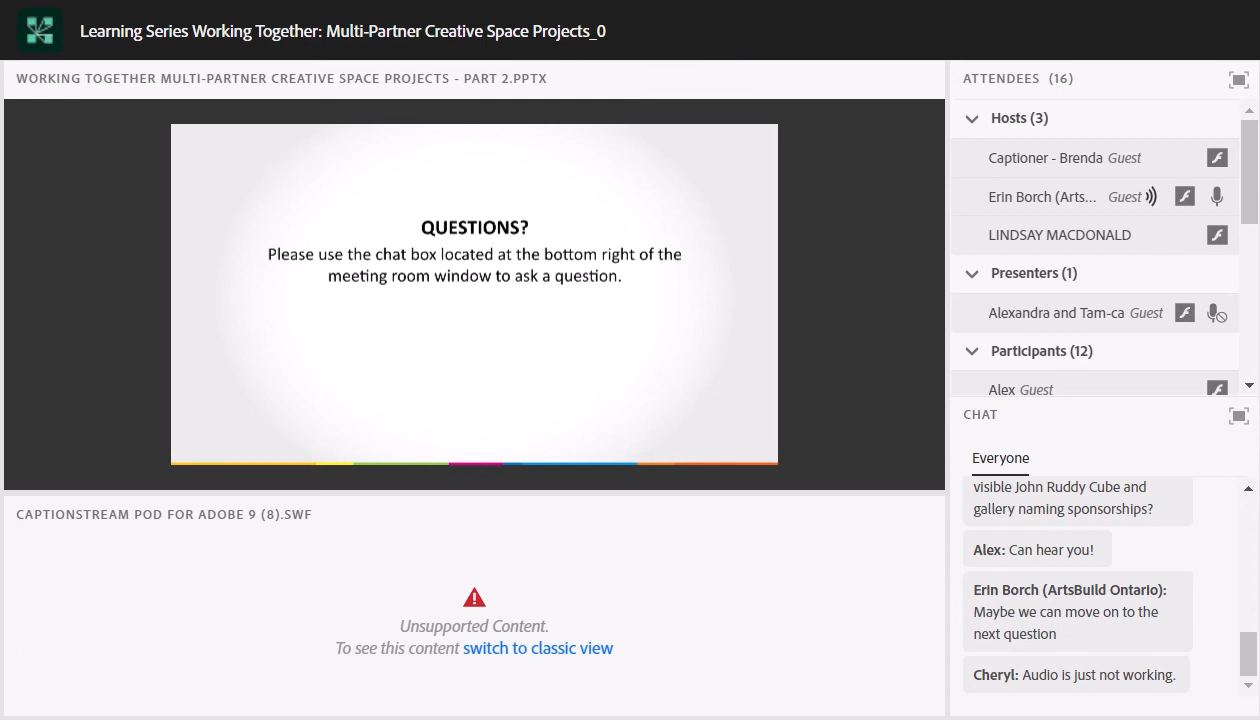 Learning Series Working Together: Multi-Partner Creative Space Projects_0
WORKING TOGETHER MULTI-PARTNER CREATIVE SPACE PROJECTS - PART 2.PPTX
QUESTIONS?
Please use the chat box located at the bottom right of the
meeting room window to ask a question.
CAPTIONSTREAM POD FOR ADOBE 9 (8).SWF
Unsupported Content.
To see this content switch to classic view
ATTENDEES (16)
Hosts (3)
Captioner - Brenda Guest
Erin Borch (Arts... Guest
LINDSAY MACDONALD
Presenters (1)
Alexandra and Tam-ca Guest
Participants (12)
Alex Guest
CHAT
Everyone
visible John Ruddy Cube and
gallery naming sponsorships?
Alex: Can hear you!
Erin Borch (ArtsBuild Ontario):
Maybe we can move on to the
next question
Cheryl: Audio is just not working.